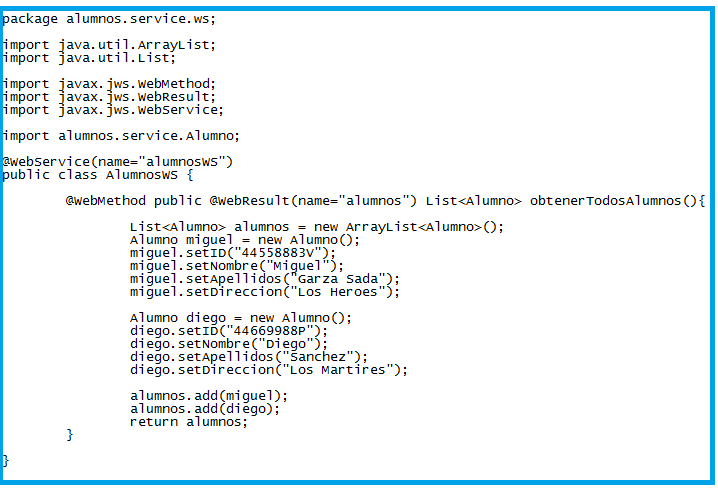 package alumnos.service.ws;
import java.util.ArrayList;
import java.util.List;
import javax.jws.WebMethod;
import javax.jws.WebResult;
import javax.jws.WebService;
import alumnos.service.Alumno;
@WebService(name="alumnosWS")
public class AlumnosWS {
@WebMethod public @WebResult(name="alumnos") List<Alumno> obtenerTodosAlumnos(){
List<Alumno> alumnos = new ArrayList<Alumno>();
Alumno miguel = new Alumno();
miguel.setID("44558883V");
miguel.setNombre("Miguel");
miguel.setApellidos("Garza Sada");
miguel.setDireccion("Los Heroes");
Alumno diego = new Alumno();
diego.setID("44669988P");
diego.setNombre("Diego");
diego.setApellidos("Sanchez");
diego.setDireccion("Los Martires");
alumnos.add(miguel);
alumnos.add(diego);
return alumnos;
}
}